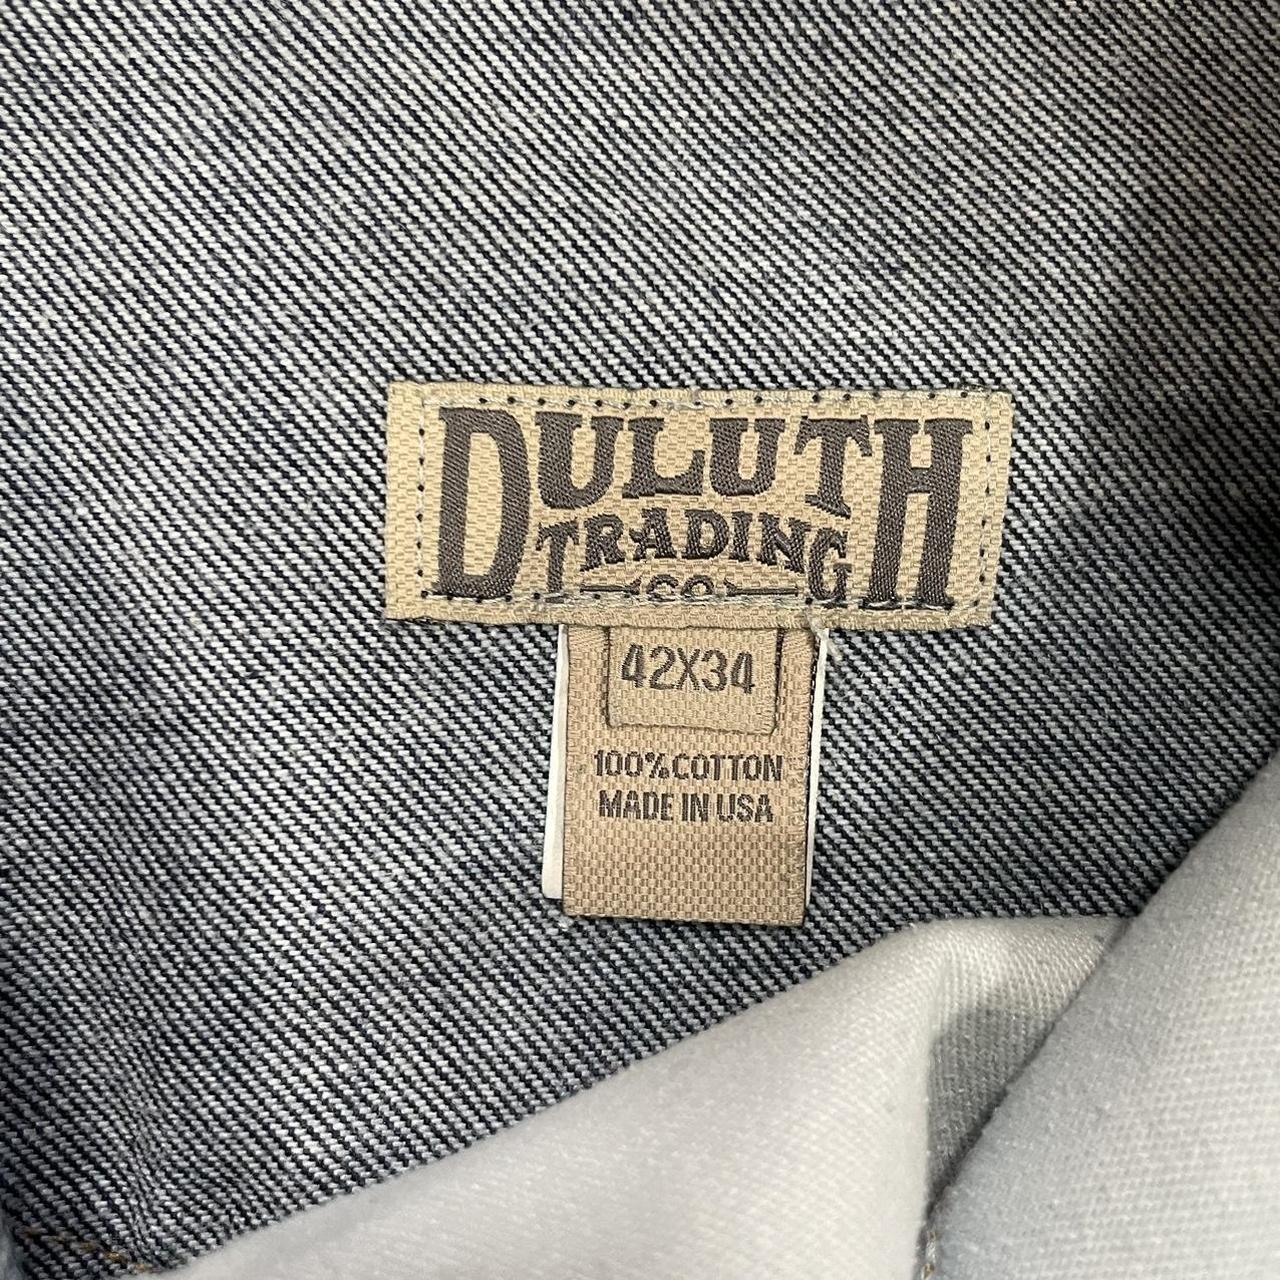 DULUTH
TRADING
CO
42X34
100% COTTON
MADE IN USA